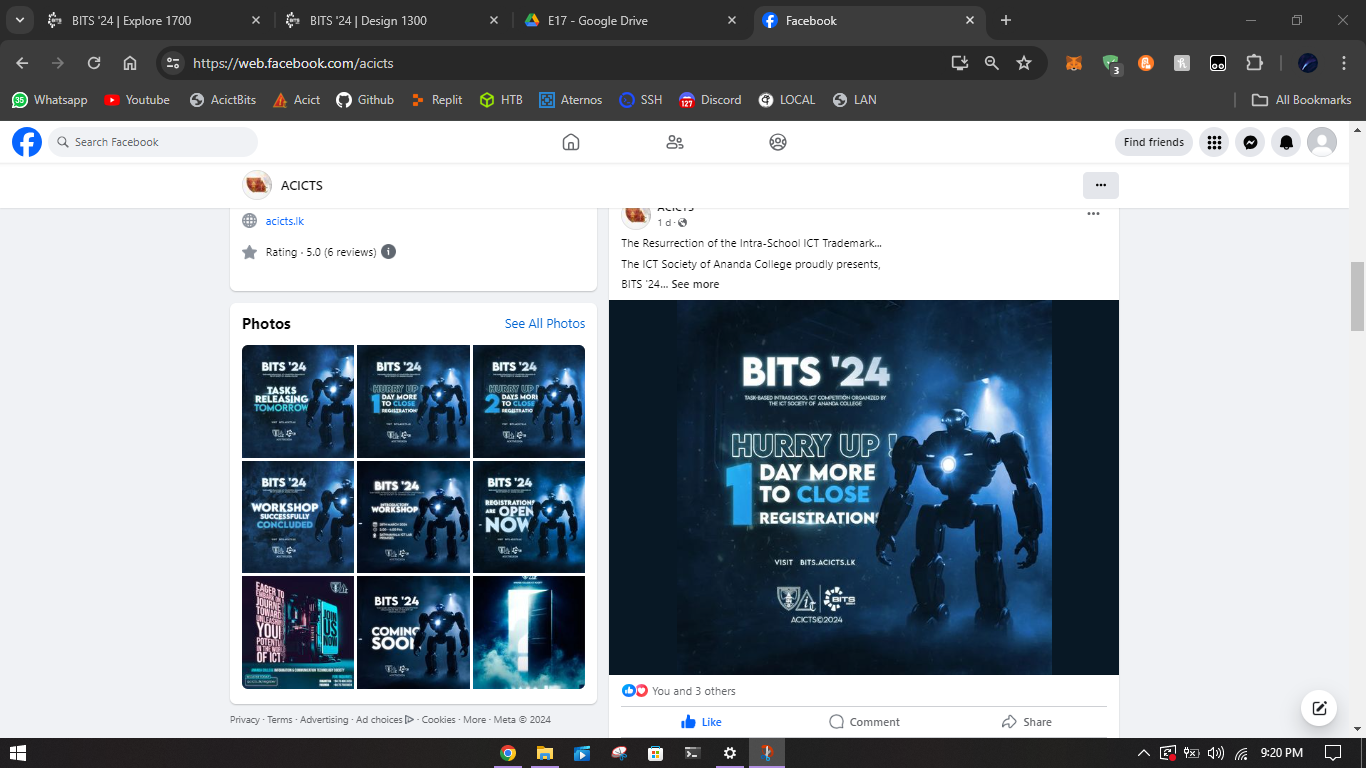 BITS '24 | Explore 1700
BITS '24 | Design 1300
E17 - Google Drive
Facebook
https://web.facebook.com/acicts
3
35 Whatsapp
Youtube
AcictBits
Acict
Github
Replit
HTB
Aternos
SSH
127 Discord
LOCAL
LAN
All Bookmarks
Search Facebook
Find friends
ACICTS
acicts.lk
Rating · 5.0 (6 reviews)
Photos
See All Photos
BITS '24
TASKS
RELEASING
TOMORROW
BITS '24
HURRY UP !
1 DAY MORE
TO CLOSE
REGISTRATIONS
BITS '24
HURRY UP !
2 DAYS MORE
TO CLOSE
REGISTRATIONS
BITS '24
WORKSHOP
SUCCESSFULLY
CONCLUDED
BITS '24
INTRODUCTORY
WORKSHOP
BITS '24
REGISTRATIONS
ARE OPEN
NOW
EAGER TO
EMBARK ON A
JOURNEY
TOWARD
UNLEASHING
YOUR
POTENTIAL
IN THE WORLD
OF ICT!
JOIN
US
NOW
BITS '24
COMING
SOON
Privacy · Terms · Advertising · Ad choices · Cookies · More · Meta © 2024
ACICTS
1 d ·
The Resurrection of the Intra-School ICT Trademark...
The ICT Society of Ananda College proudly presents,
BITS '24... See more
BITS '24
TASK-BASED INTRASCHOOL ICT COMPETITION ORGANIZED BY
THE ICT SOCIETY OF ANANDA COLLEGE
HURRY UP !
1 DAY MORE
TO CLOSE
REGISTRATIONS
VISIT BITS.ACICTS.LK
BITS
ACICTS©2024
You and 3 others
Like
Comment
Share
9:20 PM